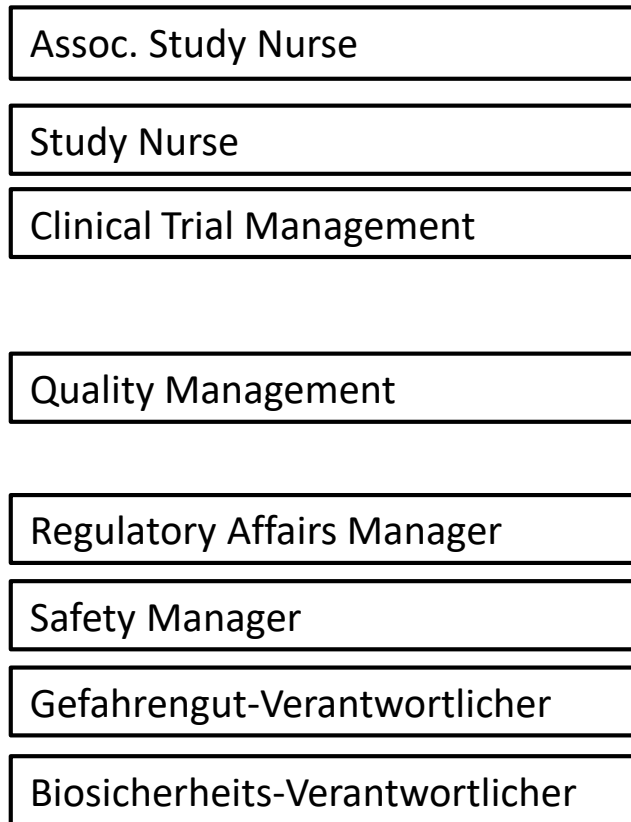 Assoc. Study Nurse
Study Nurse
Clinical Trial Management
Quality Management
Regulatory Affairs Manager
Safety Manager
Gefahrengut-Verantwortlicher
Biosicherheits-Verantwortlicher